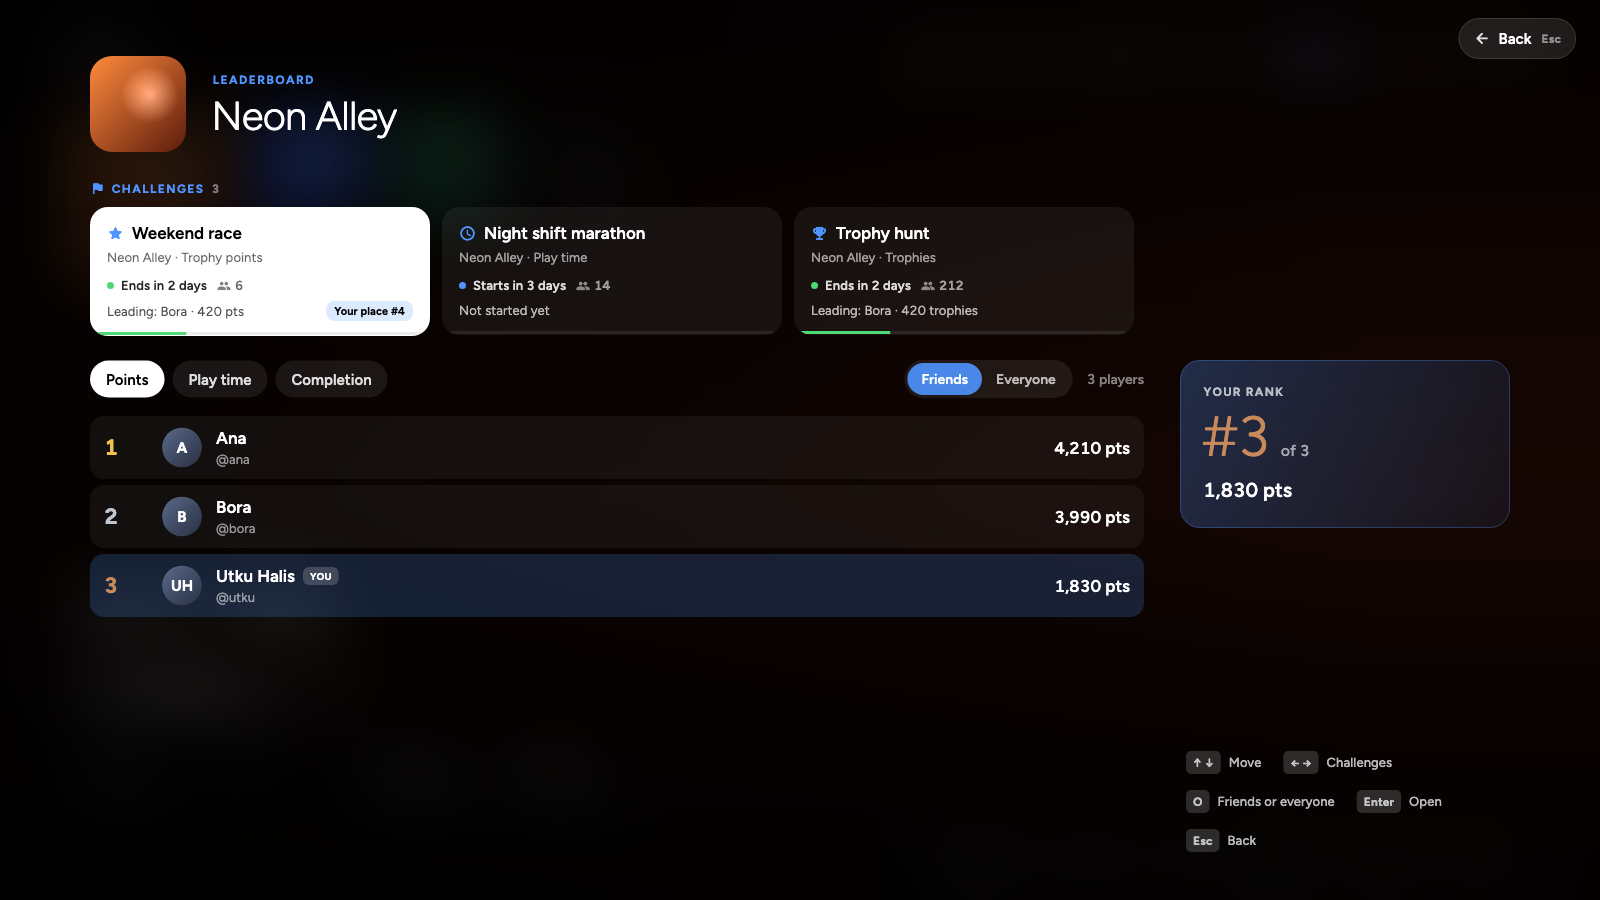 Back Esc
LEADERBOARD
Neon Alley
CHALLENGES 3
Weekend race
Neon Alley · Trophy points
Ends in 2 days 6
Leading: Bora · 420 pts Your place #4
Night shift marathon
Neon Alley · Play time
Starts in 3 days 14
Not started yet
Trophy hunt
Neon Alley · Trophies
Ends in 2 days 212
Leading: Bora · 420 trophies
Points Play time Completion Friends Everyone 3 players
1 A Ana 4,210 pts
@ana
2 B Bora 3,990 pts
@bora
3 UH Utku Halis YOU 1,830 pts
@utku
YOUR RANK
#3 of 3
1,830 pts
↑ ↓ Move ← → Challenges
O Friends or everyone Enter Open
Esc Back